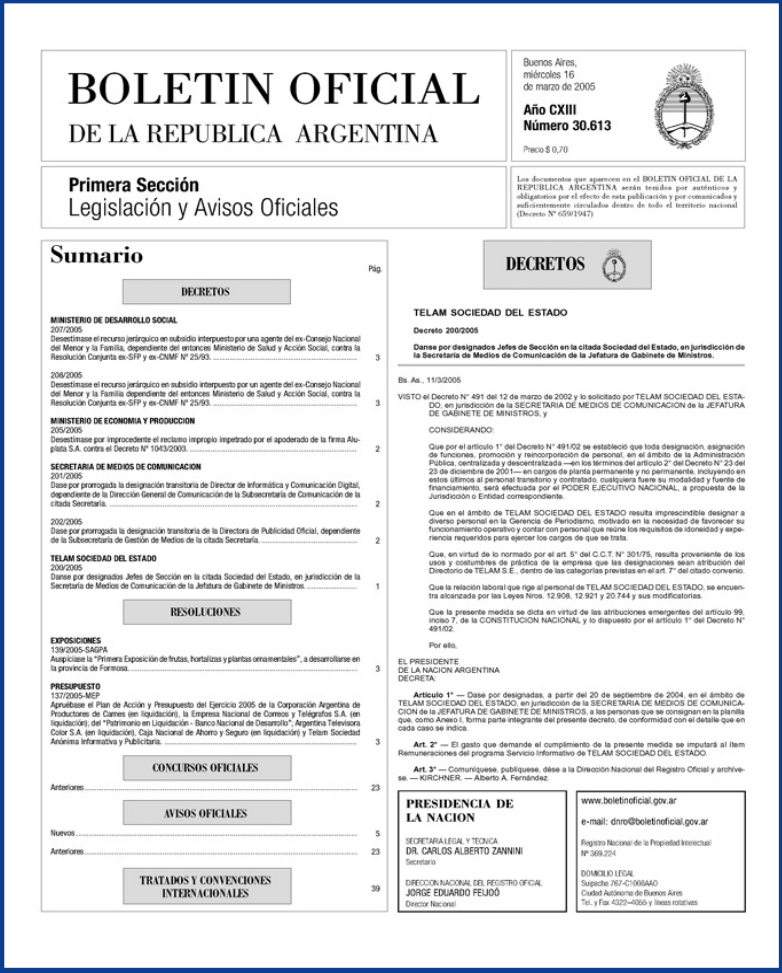 BOLETIN OFICIAL
DE LA REPUBLICA ARGENTINA
Buenos Aires,
miércoles 16
de marzo de 2005
Año CXIII
Número 30.613
Precio $ 0,70
Primera Sección
Legislación y Avisos Oficiales
Los documentos que aparecen en el BOLETIN OFICIAL DE LA
REPUBLICA ARGENTINA serán tenidos por auténticos y
obligatorios por el efecto de esta publicación y por comunicados y
suficientemente circulados dentro de todo el territorio nacional
(Decreto Nº 659/1947)
Sumario
Pág.
DECRETOS
MINISTERIO DE DESARROLLO SOCIAL
207/2005
Desestímase el recurso jerárquico en subsidio interpuesto por una agente del ex-Consejo Nacional
del Menor y la Familia, dependiente del entonces Ministerio de Salud y Acción Social, contra la
Resolución Conjunta ex-SFP y ex-CNMF Nº 25/93. .......... 3
208/2005
Desestímase el recurso jerárquico en subsidio interpuesto por un agente del ex-Consejo Nacional
del Menor y la Familia dependiente del entonces Ministerio de Salud y Acción Social, contra la
Resolución Conjunta ex-SFP y ex-CNMF Nº 25/93. .......... 3
MINISTERIO DE ECONOMIA Y PRODUCCION
205/2005
Desestímase por improcedente el reclamo impropio impetrado por el apoderado de la firma Alu-
plata S.A. contra el Decreto Nº 1043/2003. .......... 2
SECRETARIA DE MEDIOS DE COMUNICACION
201/2005
Dase por prorrogada la designación transitoria de Director de Informática y Comunicación Digital,
dependiente de la Dirección General de Comunicación de la Subsecretaría de Comunicación de la
citada Secretaría. .......... 2
202/2005
Dase por prorrogada la designación transitoria de la Directora de Publicidad Oficial, dependiente
de la Subsecretaría de Gestión de Medios de la citada Secretaría. .......... 2
TELAM SOCIEDAD DEL ESTADO
200/2005
Danse por designados Jefes de Sección en la citada Sociedad del Estado, en jurisdicción de la
Secretaría de Medios de Comunicación de la Jefatura de Gabinete de Ministros. .......... 1
RESOLUCIONES
EXPOSICIONES
139/2005-SAGPA
Auspíciase la "Primera Exposición de frutas, hortalizas y plantas ornamentales", a desarrollarse en
la provincia de Formosa. .......... 3
PRESUPUESTO
137/2005-MEP
Apruébase el Plan de Acción y Presupuesto del Ejercicio 2005 de la Corporación Argentina de
Productores de Carnes (en liquidación), la Empresa Nacional de Correos y Telégrafos S.A. (en
liquidación); del "Patrimonio en Liquidación - Banco Nacional de Desarrollo"; Argentina Televisora
Color S.A. (en liquidación), Caja Nacional de Ahorro y Seguro (en liquidación) y Telam Sociedad
Anónima Informativa y Publicitaria. .......... 3
CONCURSOS OFICIALES
Anteriores .......... 23
AVISOS OFICIALES
Nuevos .......... 5
Anteriores .......... 23
TRATADOS Y CONVENCIONES
INTERNACIONALES 39
DECRETOS
TELAM SOCIEDAD DEL ESTADO
Decreto 200/2005
Danse por designados Jefes de Sección en la citada Sociedad del Estado, en jurisdicción de
la Secretaría de Medios de Comunicación de la Jefatura de Gabinete de Ministros.
Bs. As., 11/3/2005
VISTO el Decreto N° 491 del 12 de marzo de 2002 y lo solicitado por TELAM SOCIEDAD DEL ESTA-
DO, en jurisdicción de la SECRETARIA DE MEDIOS DE COMUNICACION de la JEFATURA
DE GABINETE DE MINISTROS, y
CONSIDERANDO:
Que por el artículo 1° del Decreto N° 491/02 se estableció que toda designación, asignación
de funciones, promoción y reincorporación de personal, en el ámbito de la Administración
Pública, centralizada y descentralizada —en los términos del artículo 2° del Decreto N° 23 del
23 de diciembre de 2001— en cargos de planta permanente y no permanente, incluyendo en
estos últimos al personal transitorio y contratado, cualquiera fuere su modalidad y fuente de
financiamiento, será efectuada por el PODER EJECUTIVO NACIONAL, a propuesta de la
Jurisdicción o Entidad correspondiente.
Que en el ámbito de TELAM SOCIEDAD DEL ESTADO resulta imprescindible designar a
diverso personal en la Gerencia de Periodismo, motivado en la necesidad de favorecer su
funcionamiento operativo y contar con personal que reúne los requisitos de idoneidad y expe-
riencia requeridos para ejercer los cargos de que se trata.
Que, en virtud de lo normado por el art. 5° del C.C.T. N° 301/75, resulta proveniente de los
usos y costumbres de práctica de la empresa que las designaciones sean atribución del
Directorio de TELAM S.E., dentro de las categorías previstas en el art. 7° del citado convenio.
Que la relación laboral que rige al personal de TELAM SOCIEDAD DEL ESTADO, se encuen-
tra alcanzada por las Leyes Nros. 12.908, 12.921 y 20.744 y sus modificatorias.
Que la presente medida se dicta en virtud de las atribuciones emergentes del artículo 99,
inciso 7, de la CONSTITUCION NACIONAL y lo dispuesto por el artículo 1° del Decreto N°
491/02.
Por ello,
EL PRESIDENTE
DE LA NACION ARGENTINA
DECRETA:
Artículo 1° — Dase por designadas, a partir del 20 de septiembre de 2004, en el ámbito de
TELAM SOCIEDAD DEL ESTADO, en jurisdicción de la SECRETARIA DE MEDIOS DE COMUNICA-
CION de la JEFATURA DE GABINETE DE MINISTROS, a las personas que se consignan en la planilla
que, como Anexo I, forma parte integrante del presente decreto, de conformidad con el detalle que en
cada caso se indica.
Art. 2° — El gasto que demande el cumplimiento de la presente medida se imputará al ítem
Remuneraciones del programa Servicio Informativo de TELAM SOCIEDAD DEL ESTADO.
Art. 3° — Comuníquese, publíquese, dése a la Dirección Nacional del Registro Oficial y archíve-
se. — KIRCHNER. — Alberto A. Fernández.
PRESIDENCIA DE
LA NACION
SECRETARIA LEGAL Y TECNICA
DR. CARLOS ALBERTO ZANNINI
Secretario
DIRECCION NACIONAL DEL REGISTRO OFICIAL
JORGE EDUARDO FEIJOÓ
Director Nacional
www.boletinoficial.gov.ar
e-mail: dnro@boletinoficial.gov.ar
Registro Nacional de la Propiedad Intelectual
Nº 369.224
DOMICILIO LEGAL
Suipacha 767-C1008AAO
Ciudad Autónoma de Buenos Aires
Tel. y Fax 4322-4055 y líneas rotativas